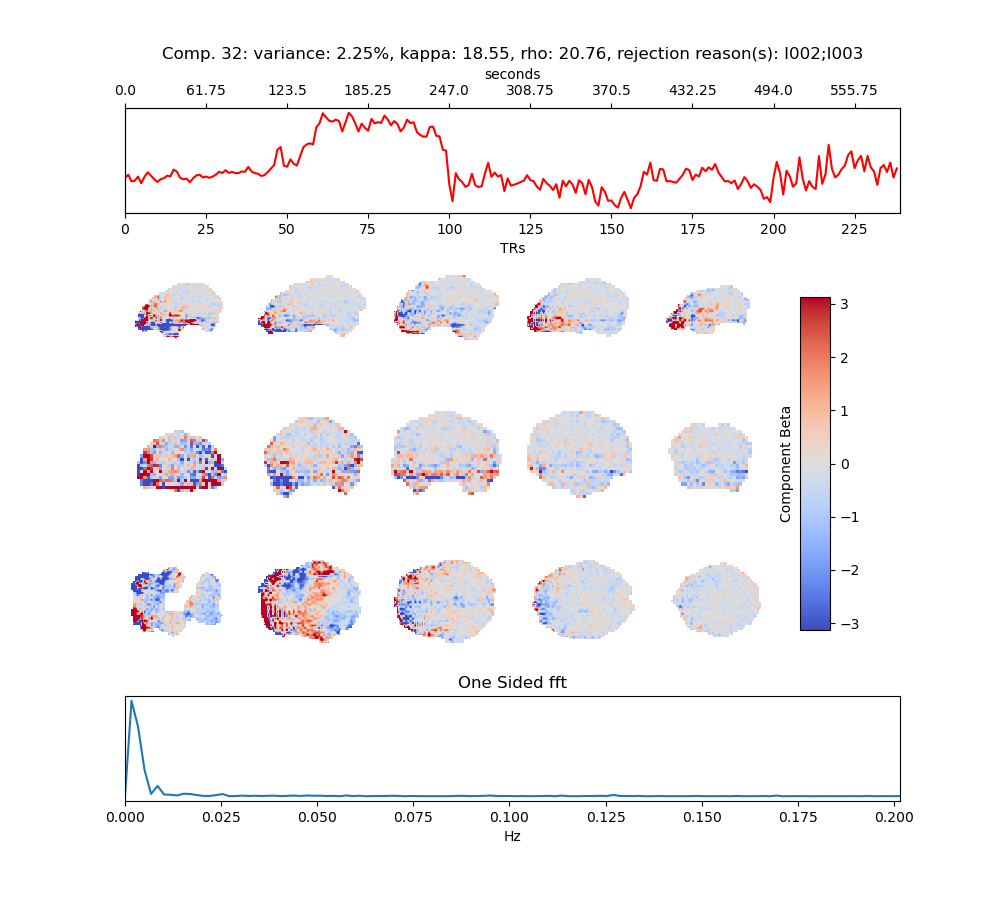 Comp. 32: variance: 2.25%, kappa: 18.55, rho: 20.76, rejection reason(s): I002;I003
seconds
0.0 61.75 123.5 185.25 247.0 308.75 370.5 432.25 494.0 555.75
0 25 50 75 100 125 150 175 200 225
TRs
3
2
1
0
−1
−2
−3
Component Beta
One Sided fft
0.000 0.025 0.050 0.075 0.100 0.125 0.150 0.175 0.200
Hz